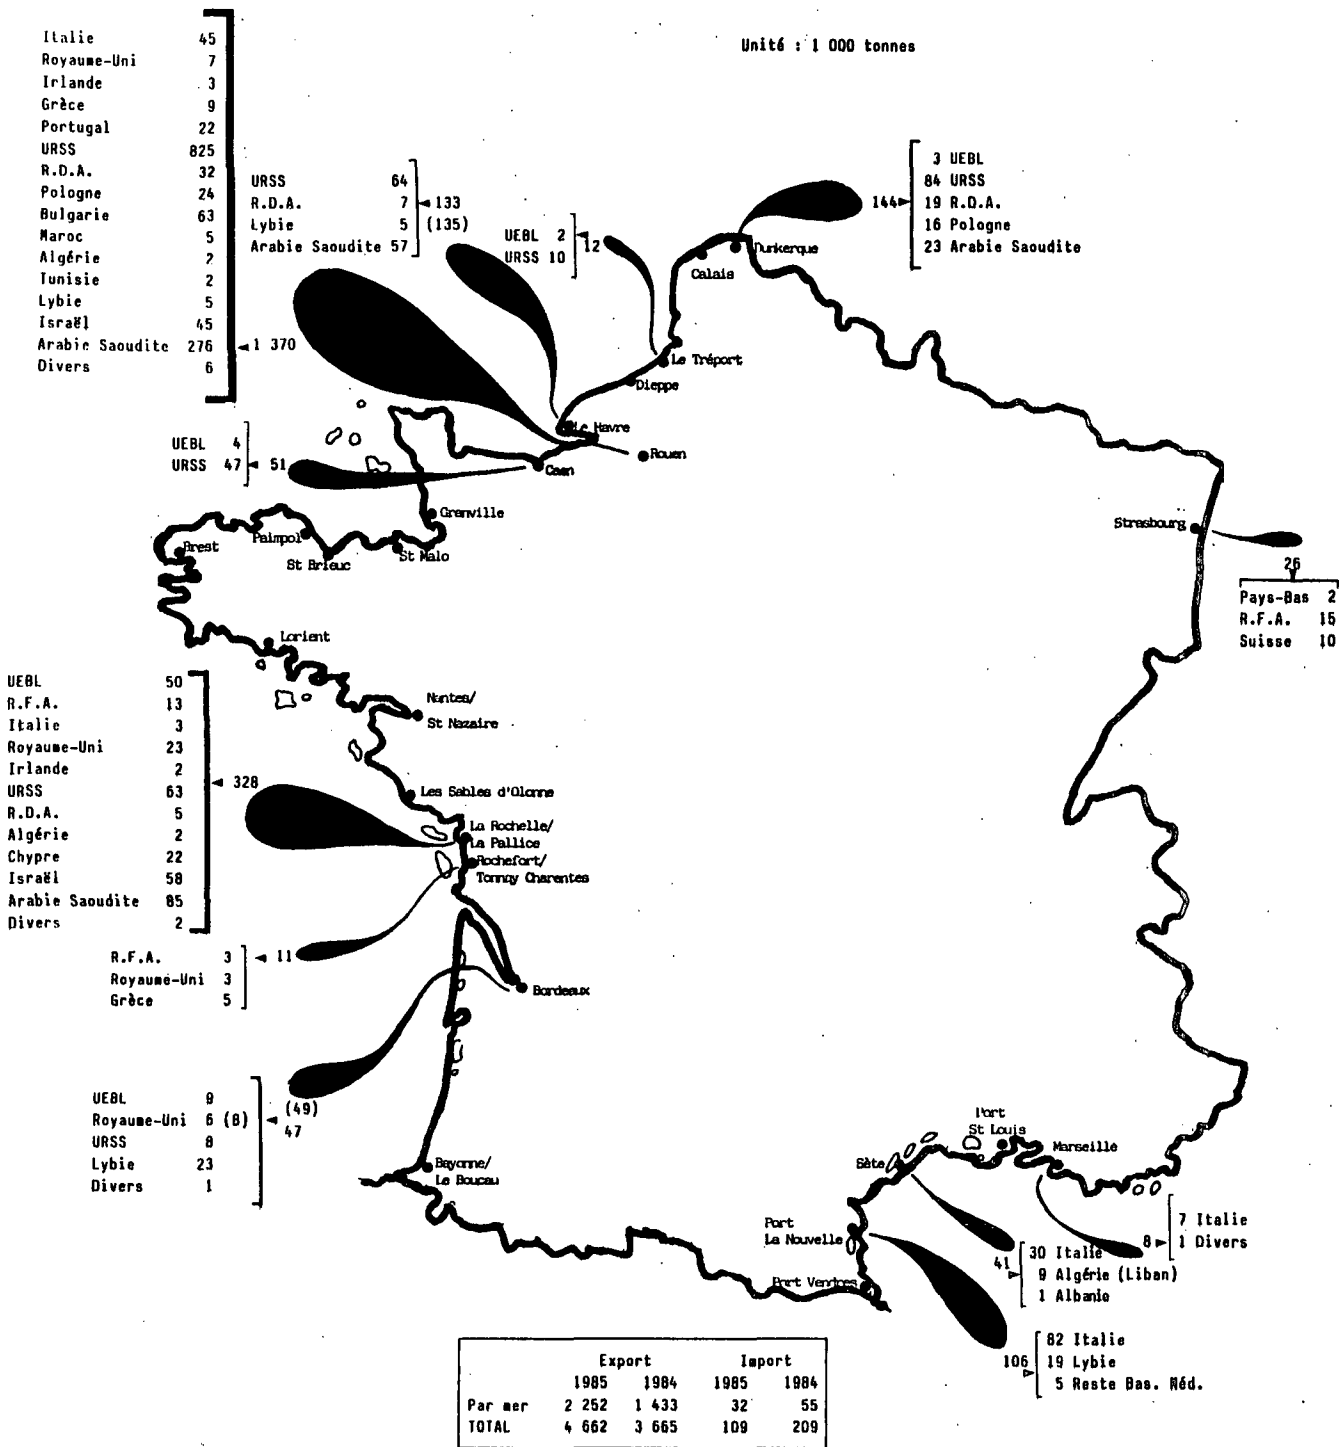 Unité : 1 000 tonnes
Italie 45
Royaume-Uni 7
Irlande 3
Grèce 9
Portugal 22
URSS 825
R.D.A. 32
Pologne 24
Bulgarie 63
Maroc 5
Algérie 2
Tunisie 2
Lybie 5
Israël 45
Arabie Saoudite 276
Divers 6
1 370
URSS 64
R.D.A. 7
Lybie 5
Arabie Saoudite 57
133
(135)
UEBL 2
URSS 10
12
144
3 UEBL
84 URSS
19 R.D.A.
16 Pologne
23 Arabie Saoudite
Dunkerque
Calais
Le Tréport
Dieppe
Le Havre
Rouen
Caen
UEBL 4
URSS 47
51
Granville
Paimpol
Brest
St Brieuc
St Malo
Lorient
Strasbourg
26
Pays-Bas 2
R.F.A. 15
Suisse 10
UEBL 50
R.F.A. 13
Italie 3
Royaume-Uni 23
Irlande 2
URSS 63
R.D.A. 5
Algérie 2
Chypre 22
Israël 58
Arabie Saoudite 85
Divers 2
328
Nantes/
St Nazaire
Les Sables d'Olonne
La Rochelle/
La Pallice
Rochefort/
Tonnay Charentes
R.F.A. 3
Royaume-Uni 3
Grèce 5
11
Bordeaux
UEBL 9
Royaume-Uni 6 (8)
URSS 8
Lybie 23
Divers 1
(49)
47
Bayonne/
Le Boucau
Port
St Louis
Marseille
Sète
Port
La Nouvelle
Port Vendres
8
7 Italie
1 Divers
41
30 Italie
9 Algérie (Liban)
1 Albanie
106
82 Italie
19 Lybie
5 Reste Bas. Méd.
Export Import
1985 1984 1985 1984
Par mer 2 252 1 433 32 55
TOTAL 4 662 3 665 109 209